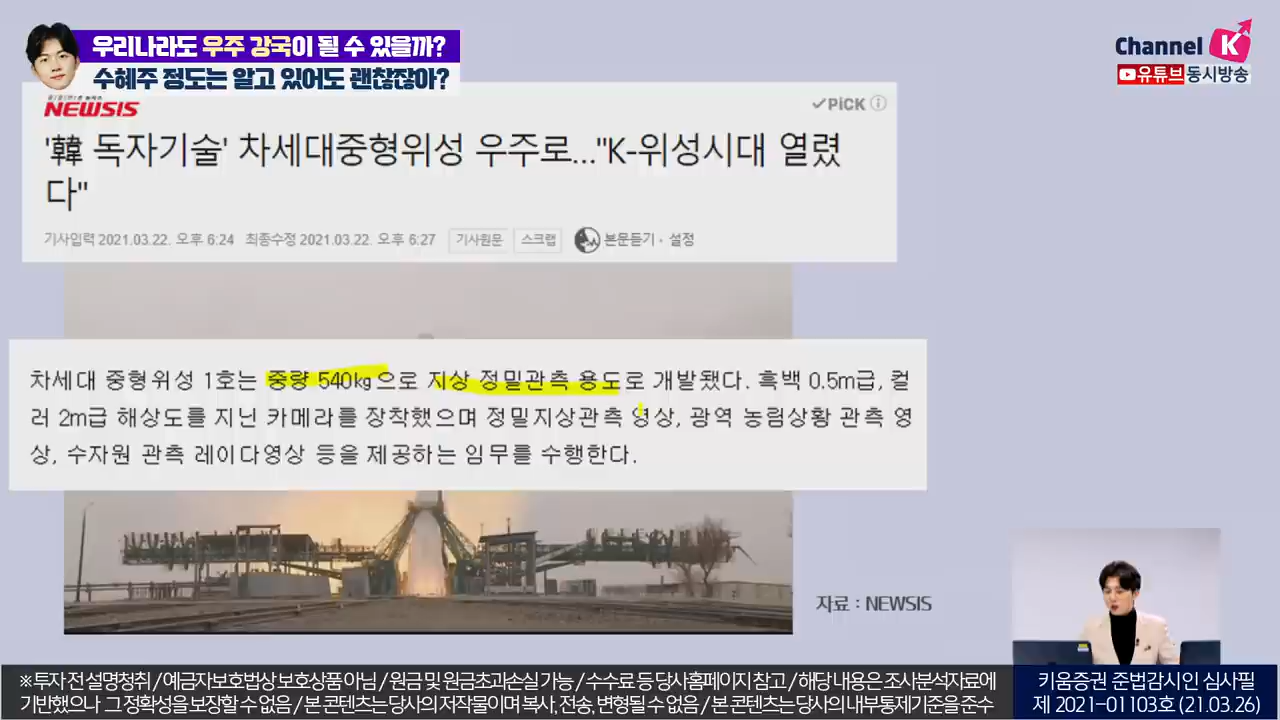 우리나라도 우주 강국이 될 수 있을까?
수혜주 정도는 알고 있어도 괜찮잖아?
Channel K
유튜브동시방송
NEWSIS
✓PiCK ⓘ
'韓 독자기술' 차세대중형위성 우주로..."K-위성시대 열렸
다"
기사입력 2021.03.22. 오후 6:24 최종수정 2021.03.22. 오후 6:27 기사원문 스크랩 본문듣기 · 설정
차세대 중형위성 1호는 중량 540㎏으로 지상 정밀관측 용도로 개발됐다. 흑백 0.5m급, 컬
러 2m급 해상도를 지닌 카메라를 장착했으며 정밀지상관측 영상, 광역 농림상황 관측 영
상, 수자원 관측 레이다영상 등을 제공하는 임무를 수행한다.
자료 : NEWSIS
※ 투자 전 설명청취 / 예금자보호법상 보호상품 아님 / 원금 및 원금초과손실 가능 / 수수료 등 당사홈페이지 참고 / 해당 내용은 조사분석자료에
기반했으나 그 정확성을 보장할 수 없음 / 본 콘텐츠는 당사의 저작물이며 복사, 전송, 변형될 수 없음 / 본 콘텐츠는 당사의 내부통제기준을 준수
키움증권 준법감시인 심사필
제 2021-01103호 (21.03.26)